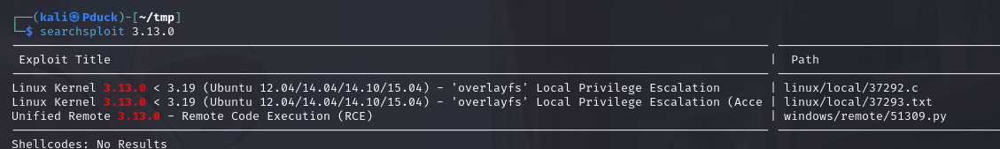 ┌──(kali㉿Pduck)-[~/tmp]
└─$ searchsploit 3.13.0
Exploit Title | Path
Linux Kernel 3.13.0 < 3.19 (Ubuntu 12.04/14.04/14.10/15.04) - 'overlayfs' Local Privilege Escalation | linux/local/37292.c
Linux Kernel 3.13.0 < 3.19 (Ubuntu 12.04/14.04/14.10/15.04) - 'overlayfs' Local Privilege Escalation (Acce | linux/local/37293.txt
Unified Remote 3.13.0 - Remote Code Execution (RCE) | windows/remote/51309.py
Shellcodes: No Results